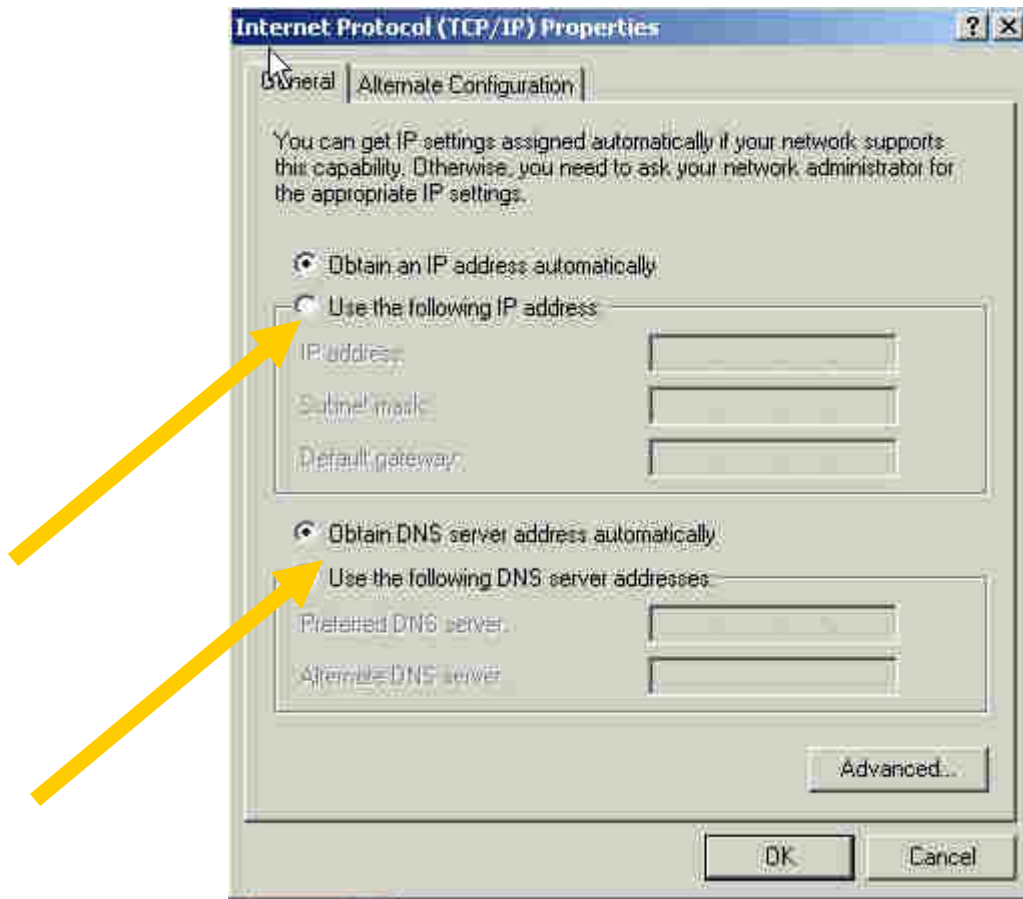 Internet Protocol (TCP/IP) Properties
General
Alternate Configuration
You can get IP settings assigned automatically if your network supports
this capability. Otherwise, you need to ask your network administrator for
the appropriate IP settings.
Obtain an IP address automatically
Use the following IP address:
IP address:
Subnet mask:
Default gateway:
Obtain DNS server address automatically
Use the following DNS server addresses:
Preferred DNS server:
Alternate DNS server:
Advanced...
OK
Cancel